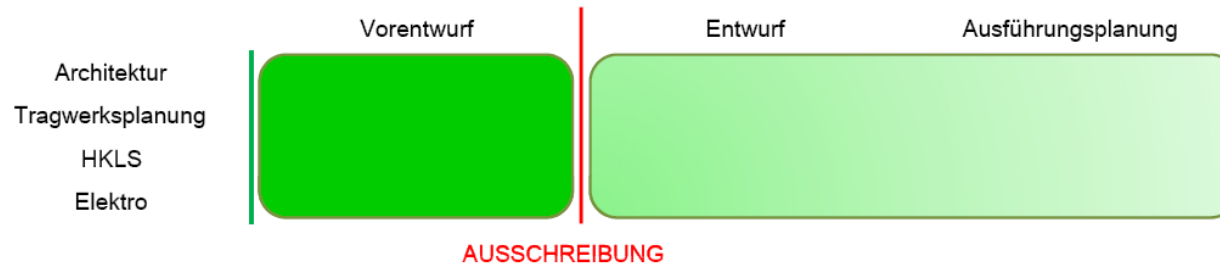 Vorentwurf Entwurf Ausführungsplanung
Architektur
Tragwerksplanung
HKLS
Elektro
AUSSCHREIBUNG